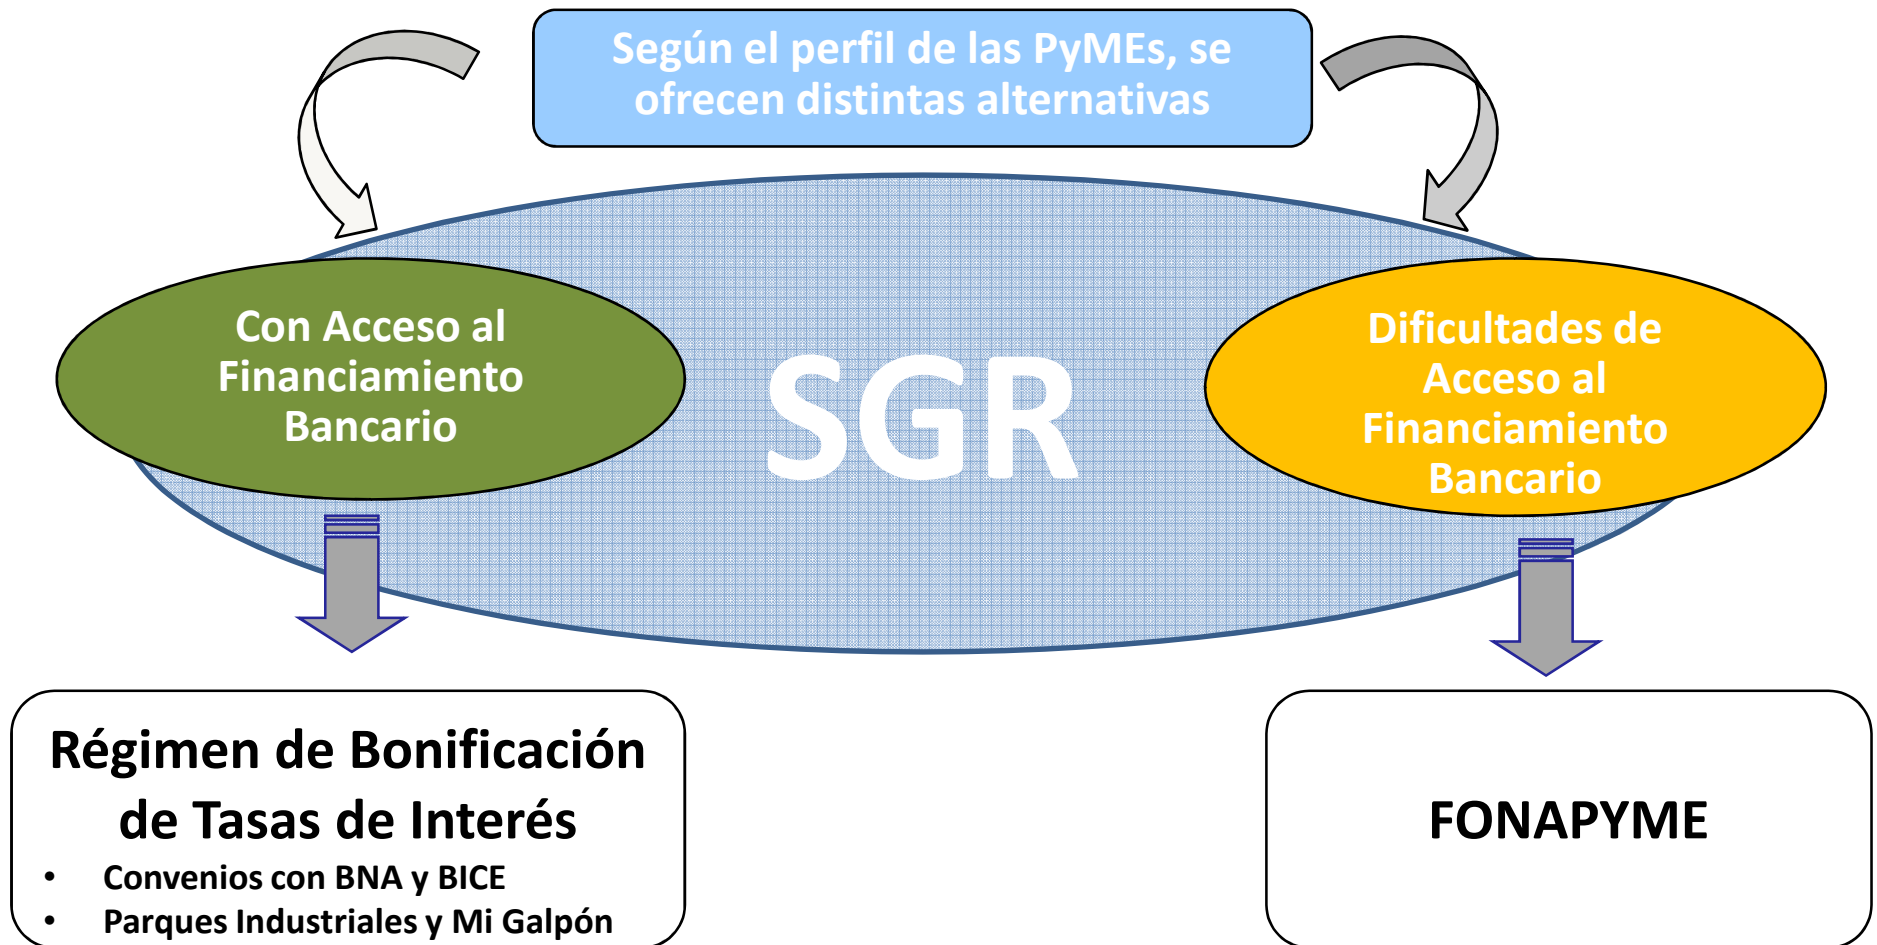 Según el perfil de las PyMEs, se
ofrecen distintas alternativas
Con Acceso al
Financiamiento
Bancario
SGR
Dificultades de
Acceso al
Financiamiento
Bancario
Régimen de Bonificación
de Tasas de Interés
• Convenios con BNA y BICE
• Parques Industriales y Mi Galpón
FONAPYME